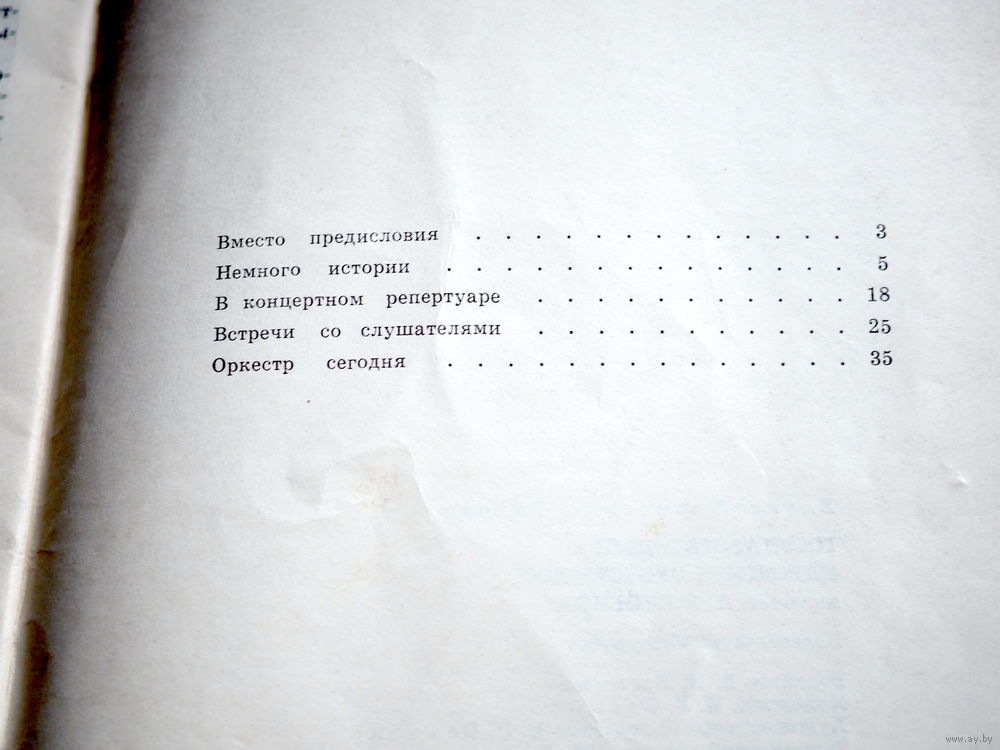 Вместо предисловия . . . . . . . . . . . . . 3
Немного истории . . . . . . . . . . . . . . 5
В концертном репертуаре . . . . . . . . . . . 18
Встречи со слушателями . . . . . . . . . . . 25
Оркестр сегодня . . . . . . . . . . . . . . 35
www.ay.by